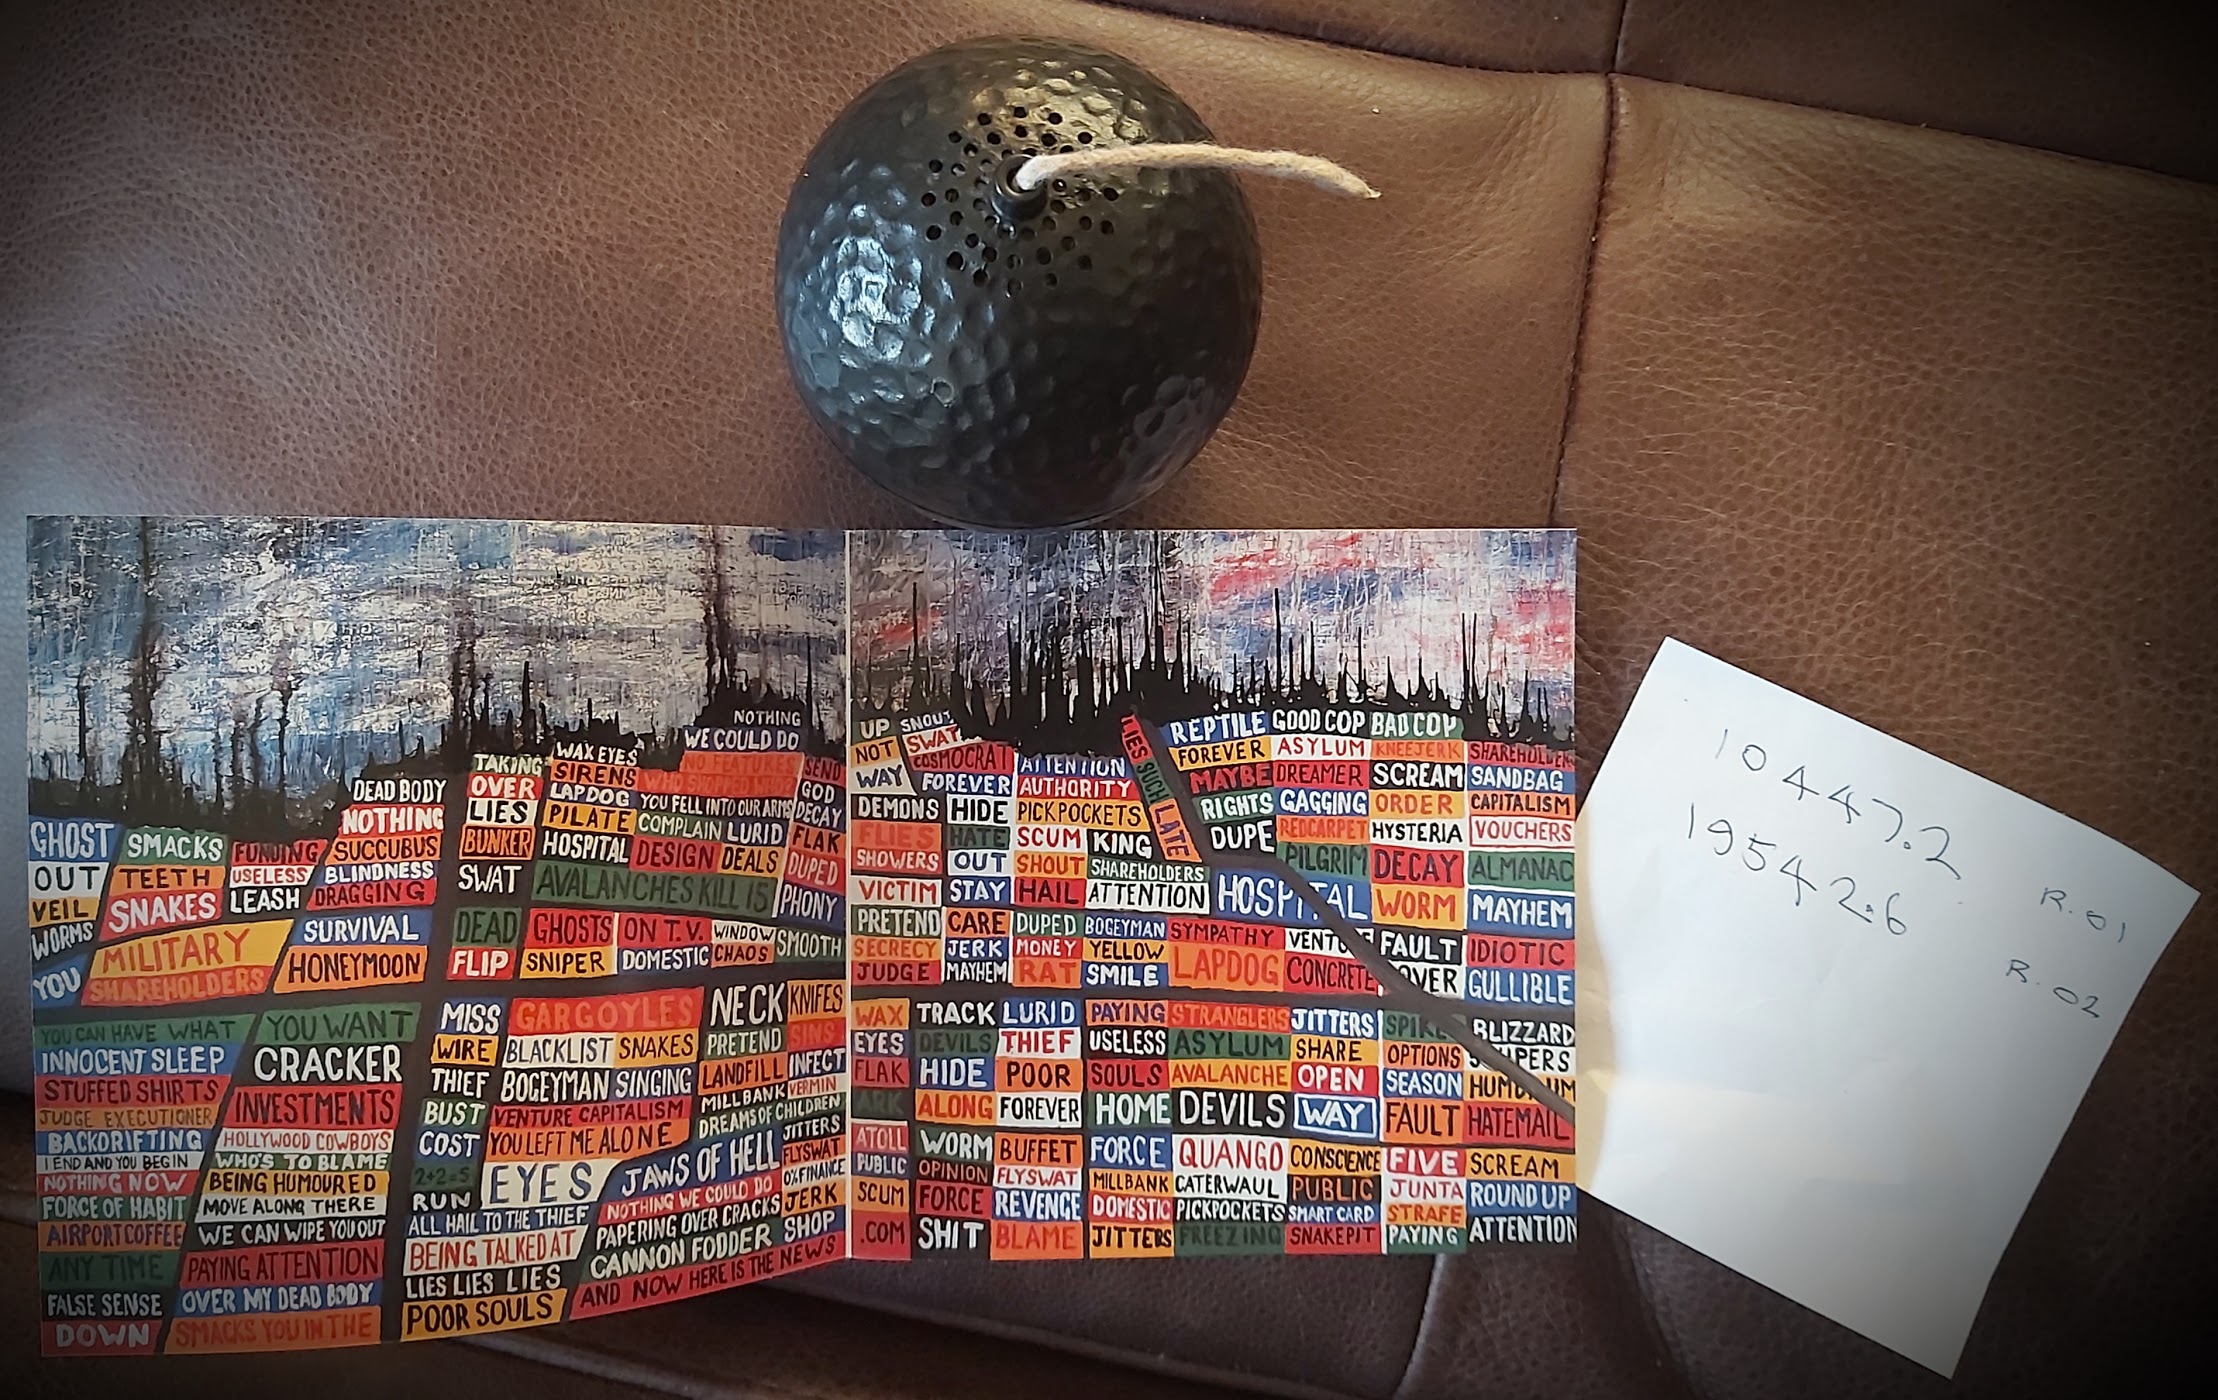 NOTHING
WE COULD DO
WAX EYES
TAKING
NO FEATURES
SEND
SIRENS
OVER
DEAD BODY
LAPDOG
YOU FELL INTO OUR ARMS
GOD
DECAY
LIES
PILATE
COMPLAIN
LURID
FLAK
NOTHING
GHOST
SMACKS
FUNDING
SUCCUBUS
BUNKER
HOSPITAL
DESIGN
DEALS
DUPED
OUT
TEETH
USELESS
BLINDNESS
SWAT
AVALANCHES KILL IS
PHONY
VEIL
SNAKES
LEASH
DRAGGING
WORMS
MILITARY
SURVIVAL
DEAD
GHOSTS
ON T.V.
WINDOW
SMOOTH
YOU
SHAREHOLDERS
HONEYMOON
FLIP
SNIPER
DOMESTIC
CHAOS
YOU CAN HAVE WHAT
YOU WANT
MISS
GARGOYLES
NECK
KNIFES
INNOCENT SLEEP
CRACKER
WIRE
BLACKLIST
SNAKES
PRETEND
SINS
STUFFED SHIRTS
INVESTMENTS
THIEF
BOGEYMAN
SINGING
LANDFILL
INFECT
JUDGE EXECUTIONER
BUST
VENTURE CAPITALISM
MILLBANK
VERMIN
BACKDRIFTING
HOLLYWOOD COWBOYS
COST
YOU LEFT ME ALONE
DREAMS OF CHILDREN
I END AND YOU BEGIN
WHO'S TO BLAME
2+2=5
EYES
JAWS OF HELL
JITTERS
FLYSWAT
NOTHING NOW
BEING HUMOURED
RUN
NOTHING WE COULD DO
0% FINANCE
FORCE OF HABIT
MOVE ALONG THERE
ALL HAIL TO THE THIEF
PAPERING OVER CRACKS
JERK
AIRPORT COFFEE
WE CAN WIPE YOU OUT
BEING TALKED AT
CANNON FODDER
SHOP
ANY TIME
PAYING ATTENTION
LIES LIES LIES
AND NOW HERE IS THE NEWS
FALSE SENSE
OVER MY DEAD BODY
POOR SOULS
DOWN
SMACKS YOU IN THE
UP
SNOUT
LIES SUCH LATE
REPTILE
GOOD COP
BAD COP
NOT
SWAT
COSMOCRAT
ATTENTION
FOREVER
ASYLUM
KNEEJERK
WAY
FOREVER
AUTHORITY
MAYBE
DREAMER
SCREAM
SANDBAG
DEMONS
HIDE
PICKPOCKETS
RIGHTS
GAGGING
ORDER
CAPITALISM
FLIES
HATE
SCUM
KING
DUPE
RED CARPET
HYSTERIA
VOUCHERS
SHOWERS
OUT
SHOUT
SHAREHOLDERS
PILGRIM
DECAY
ALMANAC
VICTIM
STAY
HAIL
ATTENTION
HOSPITAL
WORM
MAYHEM
PRETEND
CARE
DUPED
BOGEYMAN
SYMPATHY
VENTURE
FAULT
IDIOTIC
SECRECY
JERK
MONEY
YELLOW
LAPDOG
CONCRETE
OVER
GULLIBLE
JUDGE
MAYHEM
RAT
SMILE
WAX
TRACK
LURID
PAYING
STRANGLERS
JITTERS
SPIKE
BLIZZARD
EYES
DEVILS
THIEF
USELESS
ASYLUM
SHARE
OPTIONS
SNIPERS
FLAK
HIDE
POOR
SOULS
AVALANCHE
OPEN
SEASON
HUMDRUM
ARK
ALONG
FOREVER
HOME
DEVILS
WAY
FAULT
HATEMAIL
ATOLL
WORM
BUFFET
FORCE
QUANGO
CONSCIENCE
FIVE
SCREAM
PUBLIC
OPINION
FLYSWAT
MILLBANK
CATERWAUL
PUBLIC
JUNTA
ROUND UP
SCUM
FORCE
REVENGE
DOMESTIC
PICKPOCKETS
SMART CARD
STRAFE
.COM
SHIT
BLAME
JITTERS
FREEZING
SNAKEPIT
PAYING
ATTENTION
10447.2
R.01
19542.6
R.02